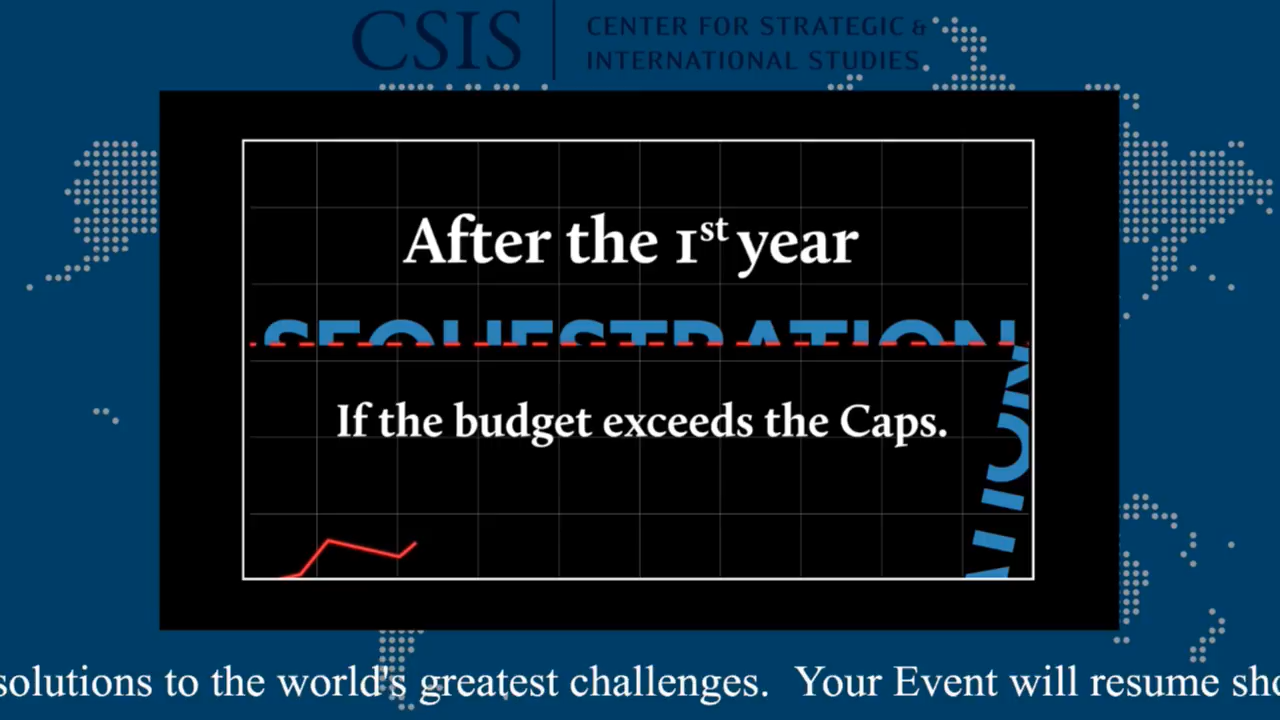 CSIS
CENTER FOR STRATEGIC &
INTERNATIONAL STUDIES
After the 1st year
SEQUESTRATION
If the budget exceeds the Caps.
solutions to the world's greatest challenges. Your Event will resume